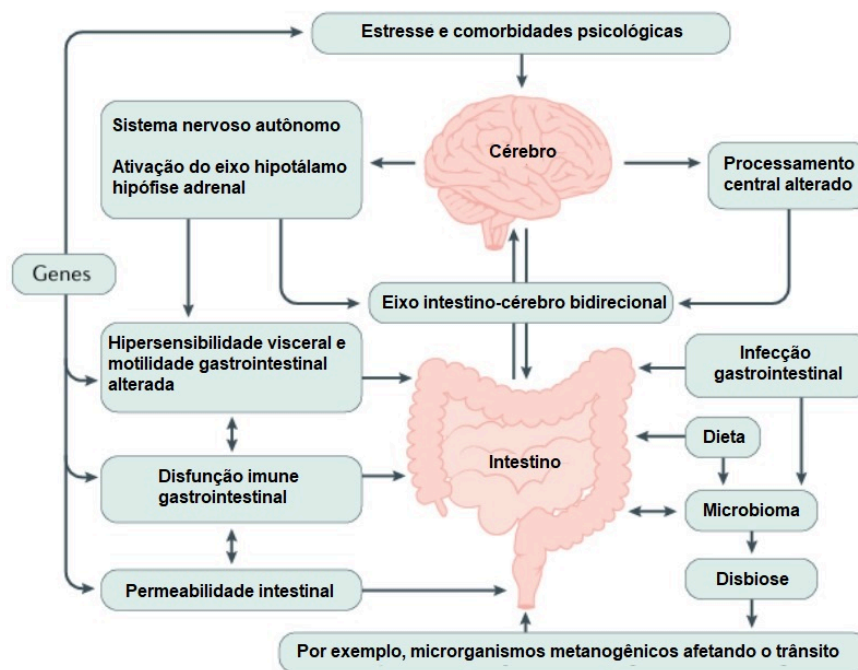 Estresse e comorbidades psicológicas
Sistema nervoso autônomo
Ativação do eixo hipotálamo
hipófise adrenal
Cérebro
Processamento
central alterado
Genes
Eixo intestino-cérebro bidirecional
Hipersensibilidade visceral e
motilidade gastrointestinal
alterada
Infecção
gastrointestinal
Dieta
Disfunção imune
gastrointestinal
Intestino
Microbioma
Permeabilidade intestinal
Disbiose
Por exemplo, microrganismos metanogênicos afetando o trânsito